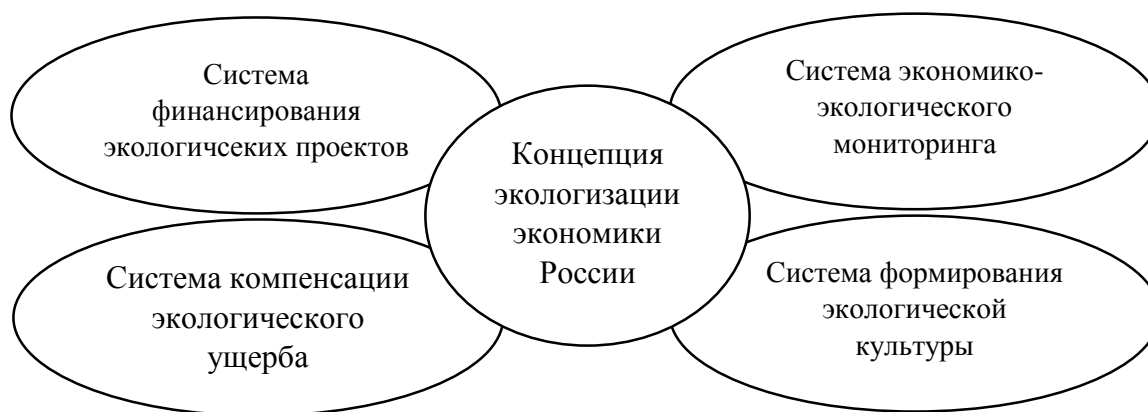 Система
финансирования
экологичсеких проектов
Система экономико-
экологического
мониторинга
Концепция
экологизации
экономики
России
Система компенсации
экологического
ущерба
Система формирования
экологической
культуры